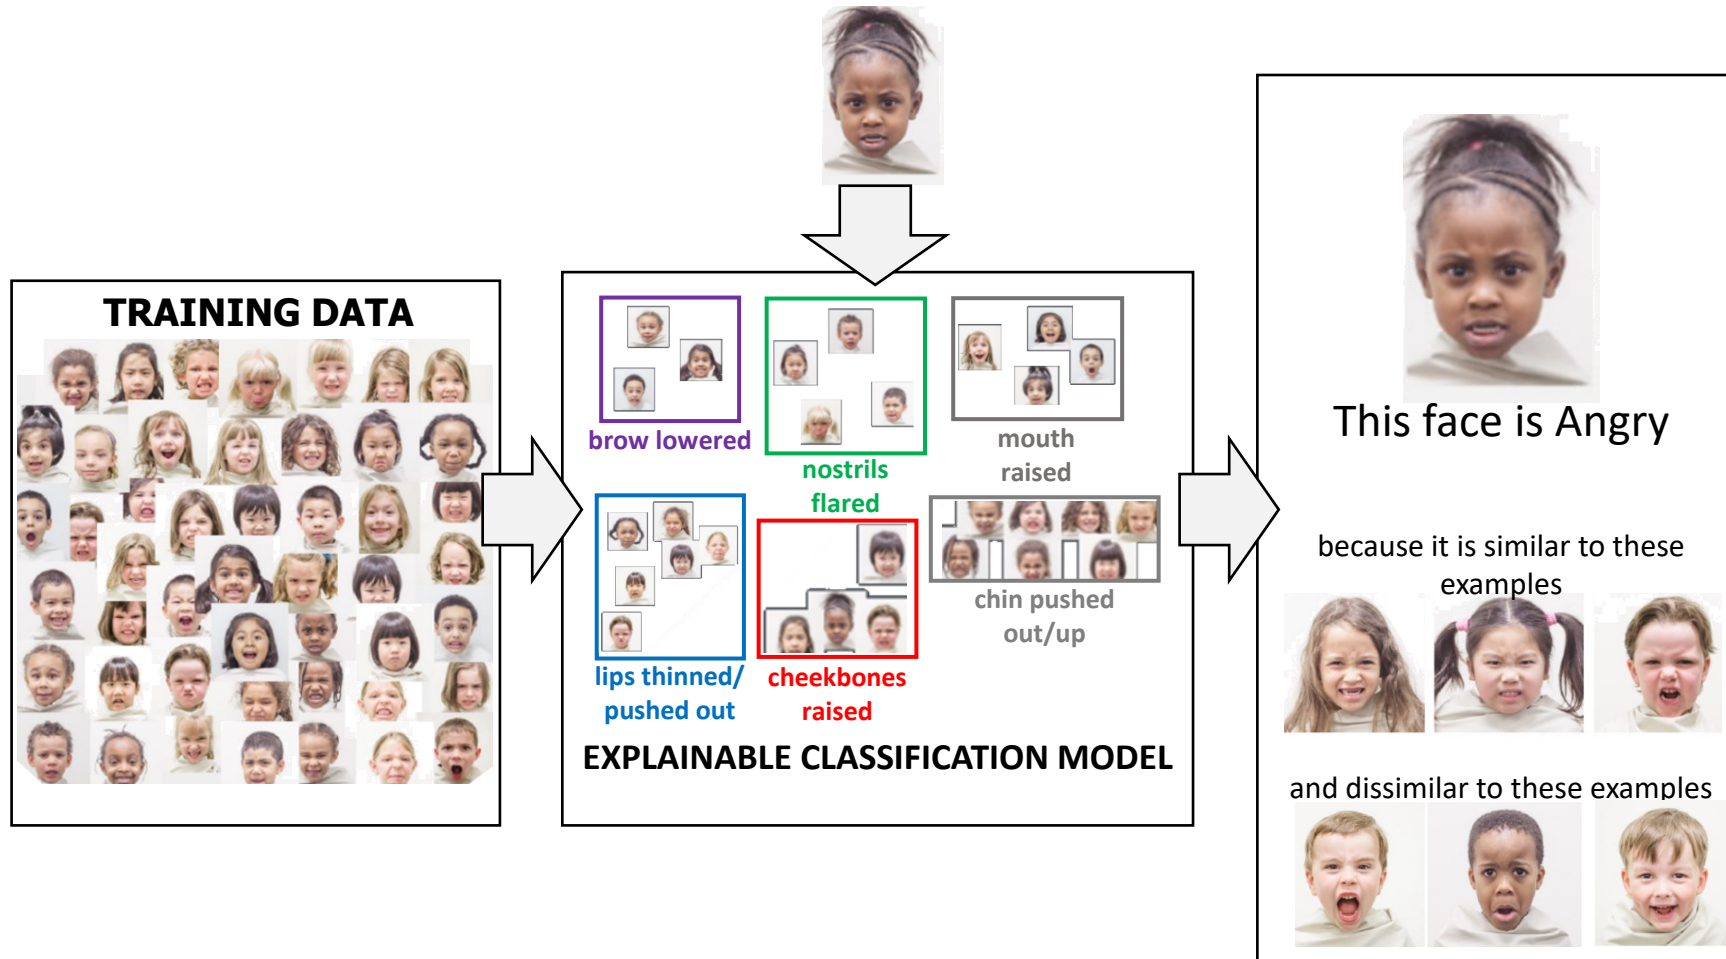 TRAINING DATA
brow lowered
nostrils
flared
mouth
raised
lips thinned/
pushed out
cheekbones
raised
chin pushed
out/up
EXPLAINABLE CLASSIFICATION MODEL
This face is Angry
because it is similar to these
examples
and dissimilar to these examples